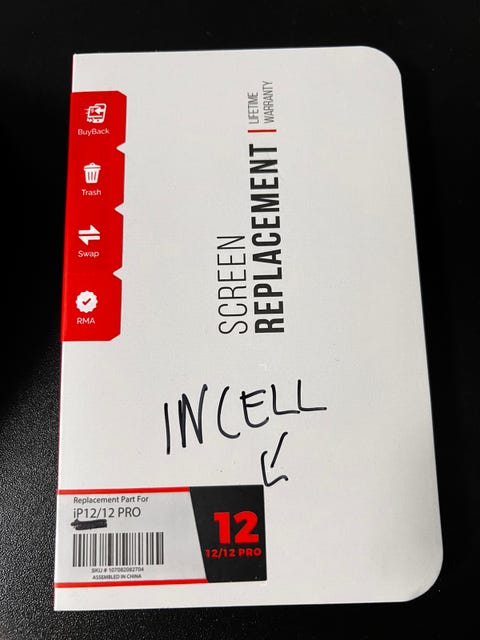 BuyBack
Trash
Swap
RMA
SCREEN
REPLACEMENT
LIFETIME
WARRANTY
INCELL
Replacement Part For
iP12/12 PRO
SKU # 107082082704
ASSEMBLED IN CHINA
12
12/12 PRO